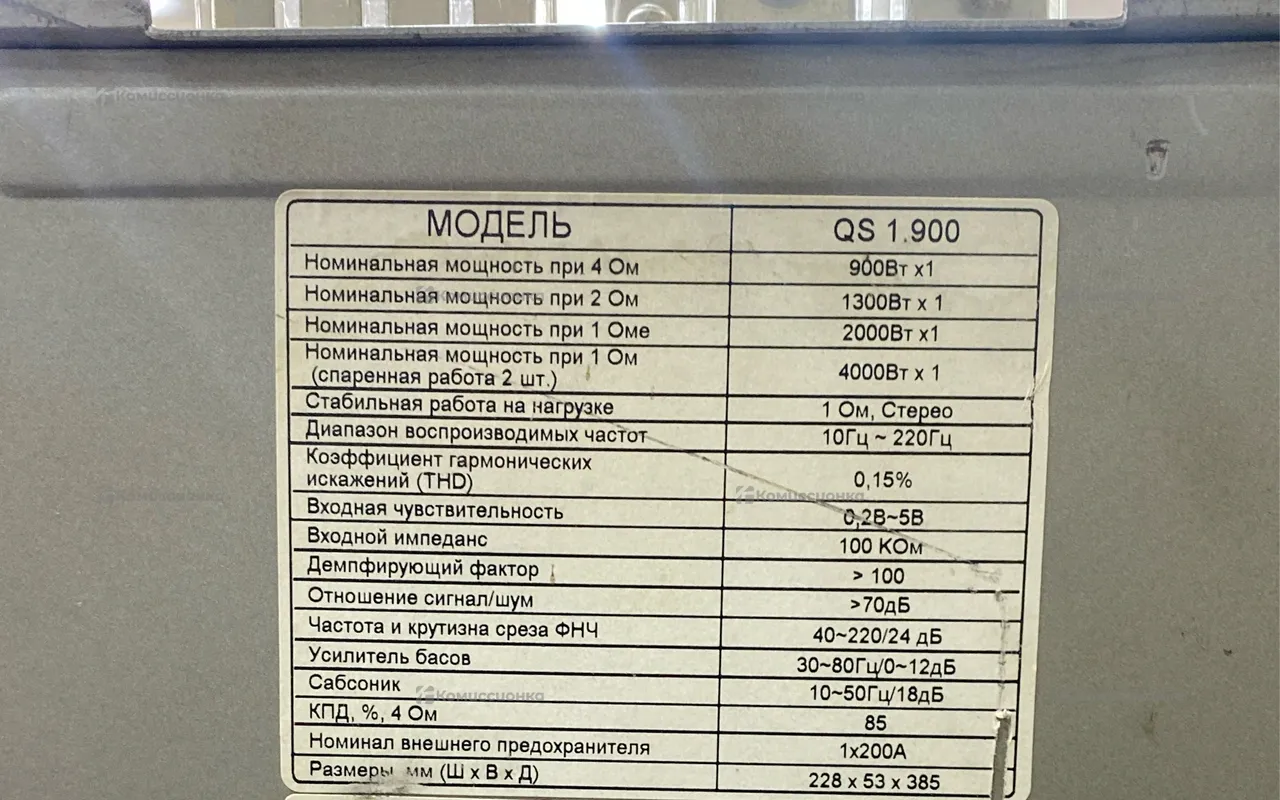 МОДЕЛЬ QS 1.900
Номинальная мощность при 4 Ом 900Вт x1
Номинальная мощность при 2 Ом 1300Вт x 1
Номинальная мощность при 1 Оме 2000Вт x1
Номинальная мощность при 1 Ом
(спаренная работа 2 шт.) 4000Вт x 1
Стабильная работа на нагрузке 1 Ом, Стерео
Диапазон воспроизводимых частот 10Гц ~ 220Гц
Коэффициент гармонических
искажений (THD) 0,15%
Входная чувствительность 0,2В~5В
Входной импеданс 100 КОм
Демпфирующий фактор > 100
Отношение сигнал/шум >70дБ
Частота и крутизна среза ФНЧ 40~220/24 дБ
Усилитель басов 30~80Гц/0~12дБ
Сабсоник 10~50Гц/18дБ
КПД, %, 4 Ом 85
Номинал внешнего предохранителя 1x200А
Размеры, мм (Ш x В x Д) 228 x 53 x 385
Комиссионка
Комиссионка
Комиссионка
Комиссионка
Комиссионка